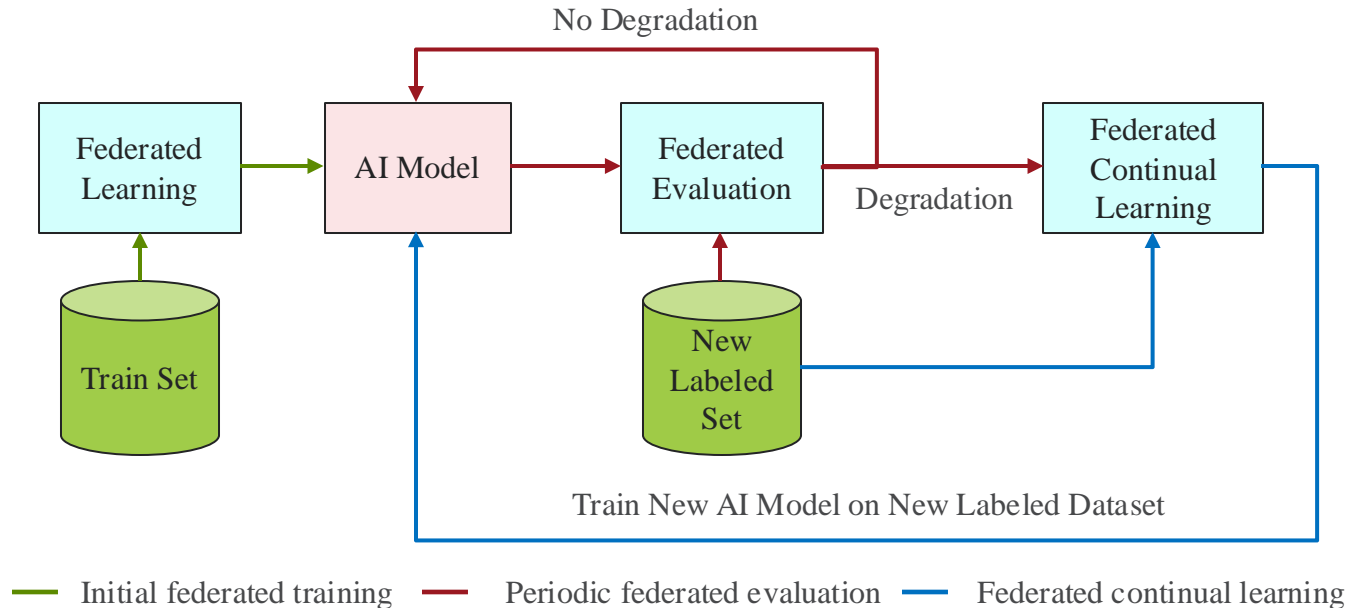 No Degradation
Federated
Learning
AI Model
Federated
Evaluation
Degradation
Federated
Continual
Learning
Train Set
New
Labeled
Set
Train New AI Model on New Labeled Dataset
Initial federated training
Periodic federated evaluation
Federated continual learning